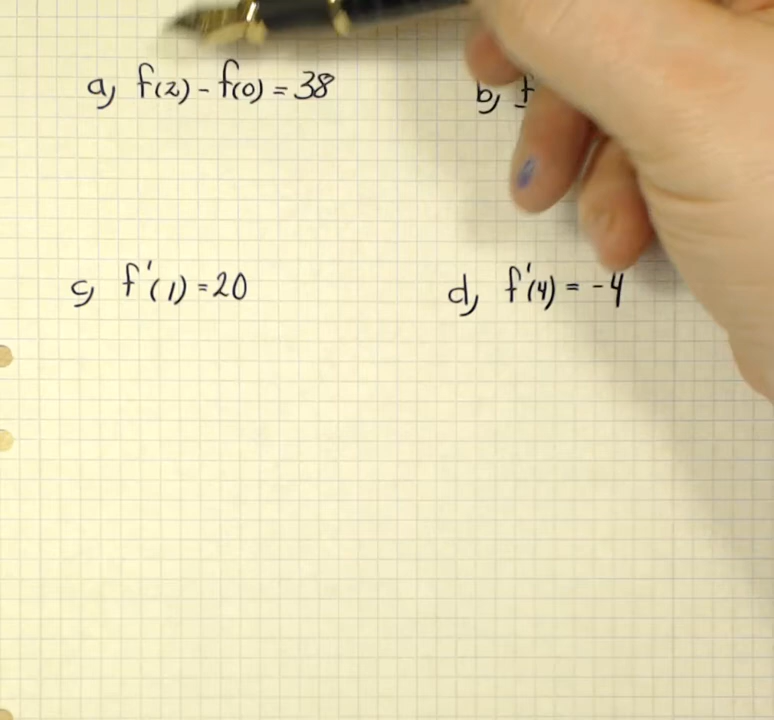 a) f(2) - f(0) = 38
b) f
c) f'(1) = 20
d) f'(4) = -4